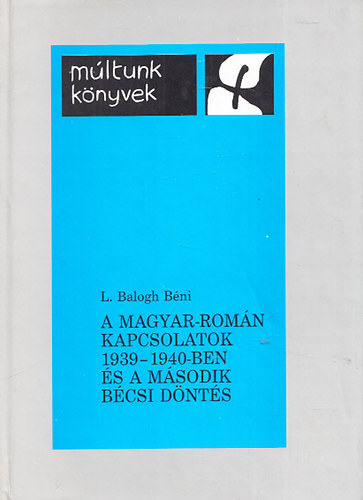 múltunk
könyvek
L. Balogh Béni
A MAGYAR-ROMÁN
KAPCSOLATOK
1939–1940-BEN
ÉS A MÁSODIK
BÉCSI DÖNTÉS